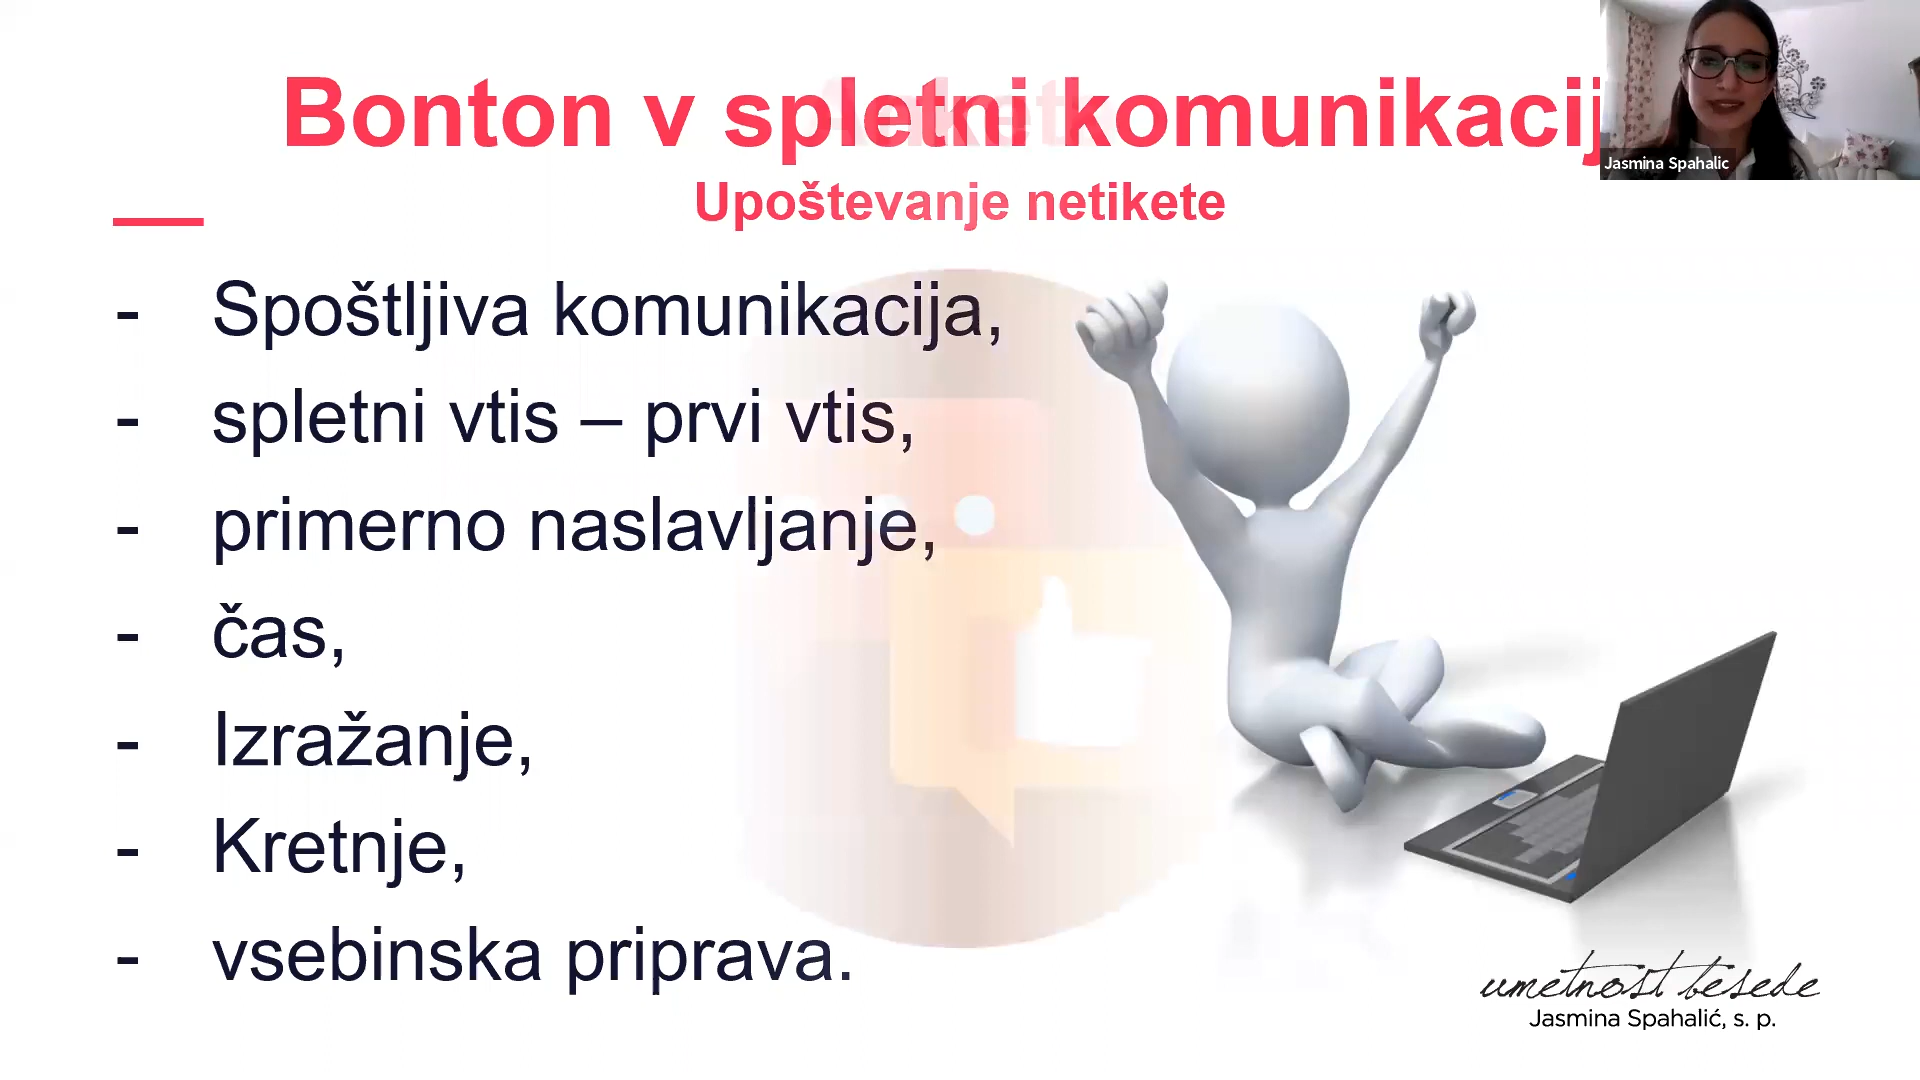 Bonton v spletni komunikacij
Upoštevanje netikete
- Spoštljiva komunikacija,
- spletni vtis – prvi vtis,
- primerno naslavljanje,
- čas,
- Izražanje,
- Kretnje,
- vsebinska priprava.
Jasmina Spahalic
umetnost besede
Jasmina Spahalić, s. p.